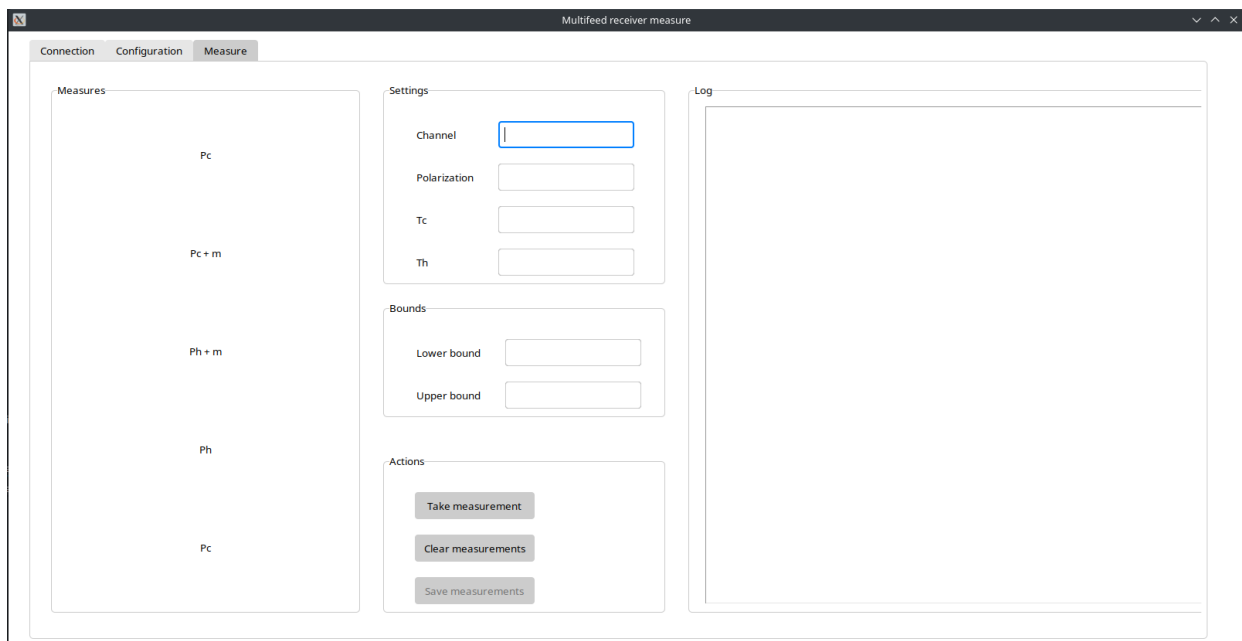 Multifeed receiver measure
Connection
Configuration
Measure
Measures
Pc
Pc + m
Ph + m
Ph
Pc
Settings
Channel
Polarization
Tc
Th
Bounds
Lower bound
Upper bound
Actions
Take measurement
Clear measurements
Save measurements
Log